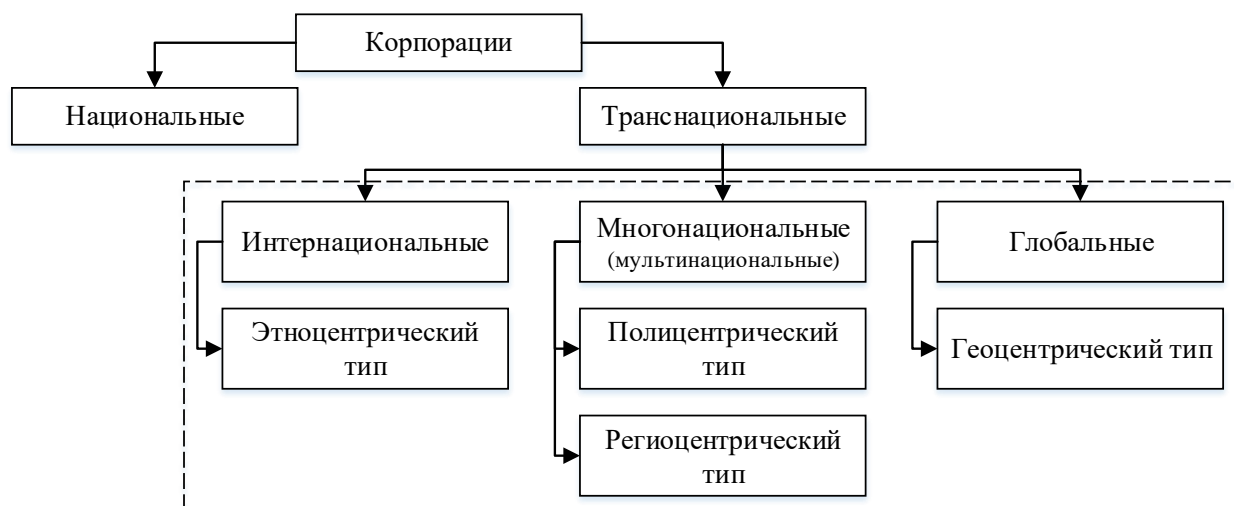 Корпорации
Национальные
Транснациональные
Интернациональные
Многонациональные
(мультинациональные)
Глобальные
Этноцентрический
тип
Полицентрический
тип
Геоцентрический тип
Региоцентрический
тип